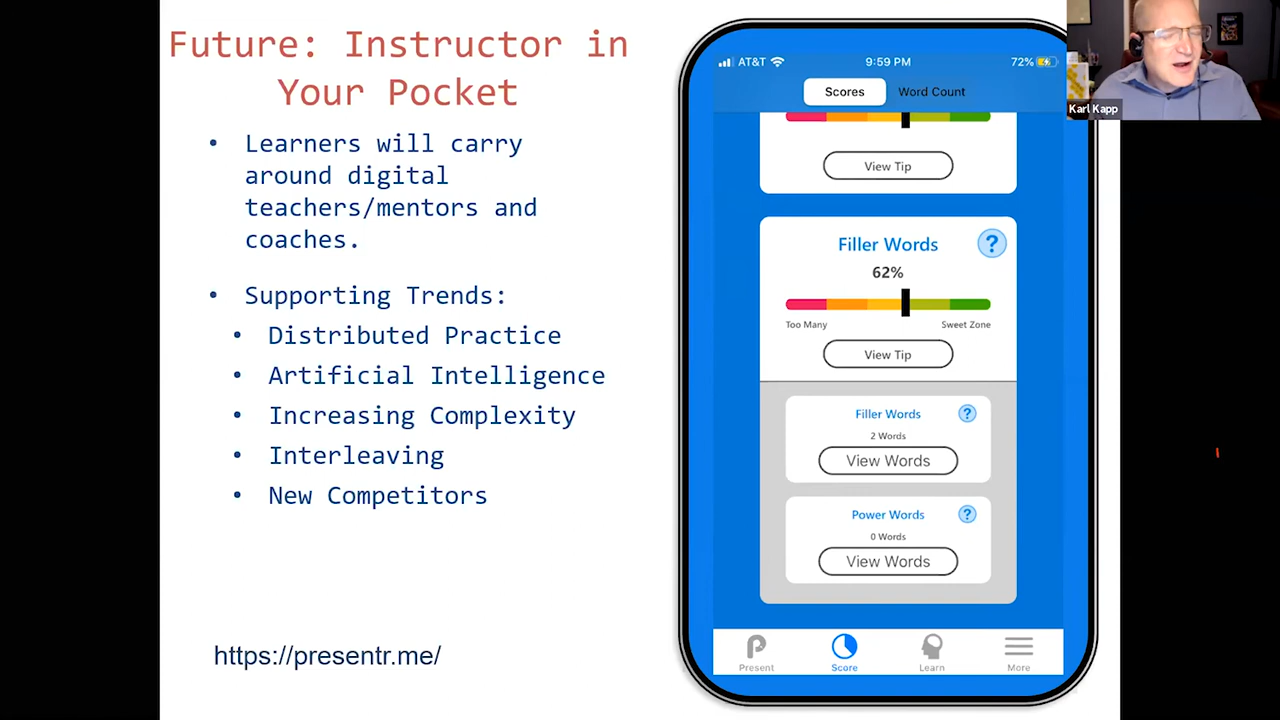 Future: Instructor in
Your Pocket
• Learners will carry
around digital
teachers/mentors and
coaches.
• Supporting Trends:
• Distributed Practice
• Artificial Intelligence
• Increasing Complexity
• Interleaving
• New Competitors
https://presentr.me/
AT&T 9:59 PM 72%
Scores Word Count
View Tip
Filler Words ?
62%
Too Many Sweet Zone
View Tip
Filler Words ?
2 Words
View Words
Power Words ?
0 Words
View Words
Present Score Learn More
Karl Kapp